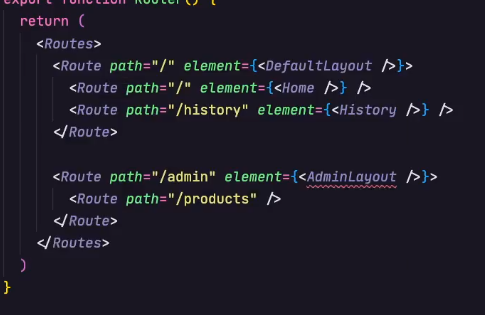 export function Router() {
  return (
    <Routes>
      <Route path="/" element={<DefaultLayout />}>
        <Route path="/" element={<Home />} />
        <Route path="/history" element={<History />} />
      </Route>
      <Route path="/admin" element={<AdminLayout />}>
        <Route path="/products" />
      </Route>
    </Routes>
  )
}